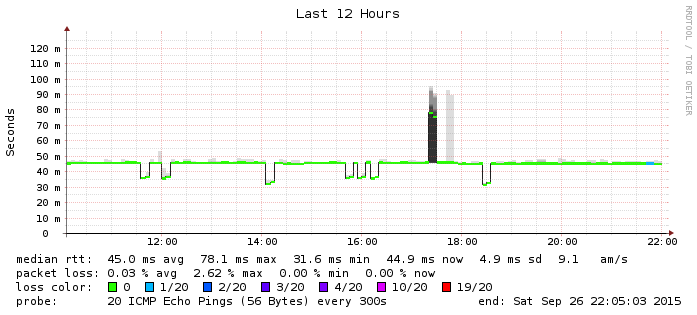 Last 12 Hours
RRDTOOL / TOBI OETIKER
Seconds
120 m
110 m
100 m
90 m
80 m
70 m
60 m
50 m
40 m
30 m
20 m
10 m
0
12:00 14:00 16:00 18:00 20:00 22:00
median rtt: 45.0 ms avg 78.1 ms max 31.6 ms min 44.9 ms now 4.9 ms sd 9.1 am/s
packet loss: 0.03 % avg 2.62 % max 0.00 % min 0.00 % now
loss color: 0 1/20 2/20 3/20 4/20 10/20 19/20
probe: 20 ICMP Echo Pings (56 Bytes) every 300s end: Sat Sep 26 22:05:03 2015